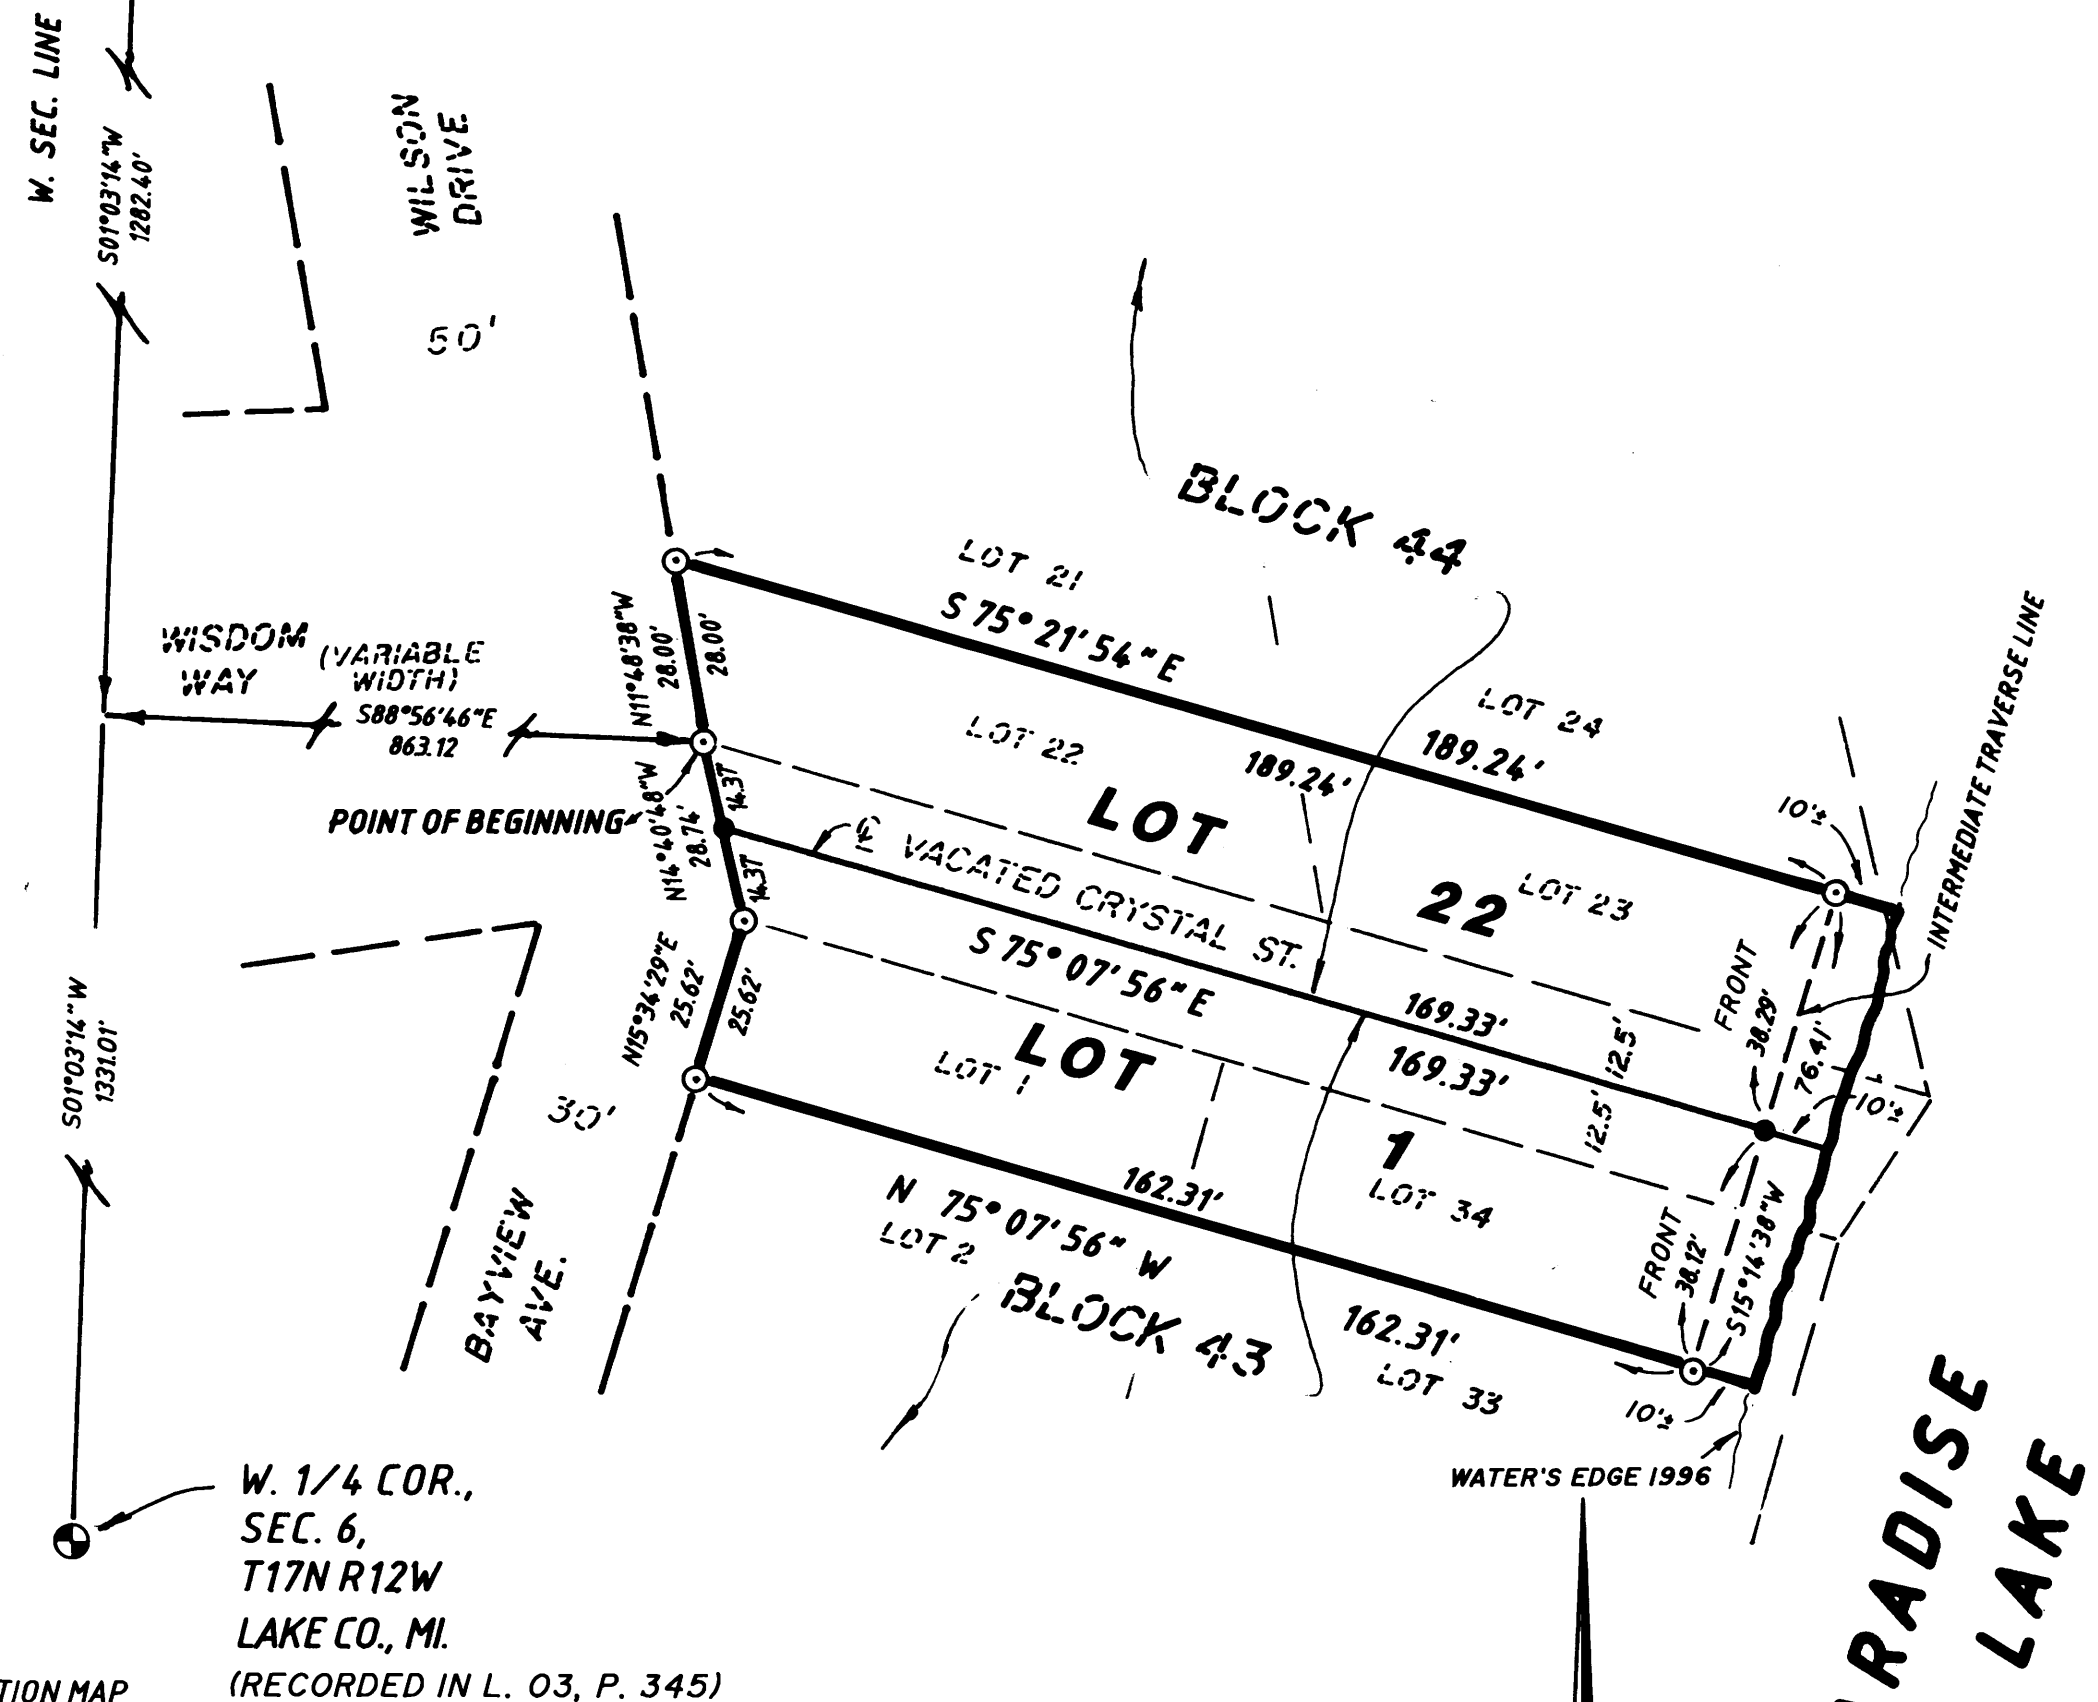 W. SEC. LINE
S01°03'14"W
1282.40'
WILSON
DRIVE
50'
BLOCK 44
LOT 21
S 75°21'54"E
LOT 24
189.24'
189.24'
N11°48'38"W
28.00'
28.00'
WISDOM
WAY
(VARIABLE
WIDTH)
S88°56'46"E
863.12
POINT OF BEGINNING
N14°40'48"W
28.74'
14.37
14.37
LOT 22
LOT
22
LOT 23
℄ VACATED CRYSTAL ST.
S 75°07'56"E
169.33'
169.33'
12.5'
12.5'
10'±
INTERMEDIATE TRAVERSE LINE
FRONT
38.29'
76.41'
10'±
N15°34'29"E
25.62'
25.62'
LOT
1
LOT 1
LOT 34
30'
BAYVIEW
AVE.
N 75°07'56" W
162.31'
162.31'
LOT 2
BLOCK 43
LOT 33
FRONT
38.12'
S15°14'38"W
10'±
WATER'S EDGE 1996
S01°03'14"W
1331.01'
W. 1/4 COR.,
SEC. 6,
T17N R12W
LAKE CO., MI.
(RECORDED IN L. 03, P. 345)
TION MAP
ARADISE
LAKE